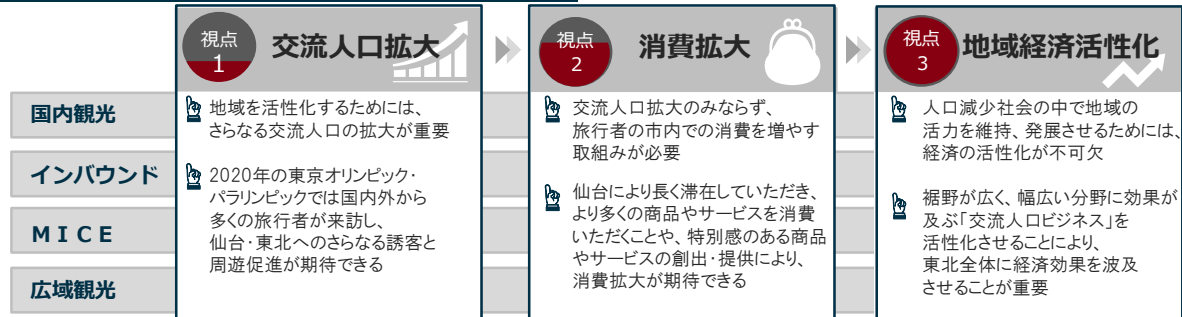 国内観光
インバウンド
ＭＩＣＥ
広域観光
視点
1
交流人口拡大
地域を活性化するためには、
さらなる交流人口の拡大が重要
2020年の東京オリンピック・
パラリンピックでは国内外から
多くの旅行者が来訪し、
仙台・東北へのさらなる誘客と
周遊促進が期待できる
視点
2
消費拡大
交流人口拡大のみならず、
旅行者の市内での消費を増やす
取組みが必要
仙台により長く滞在していただき、
より多くの商品やサービスを消費
いただくことや、特別感のある商品
やサービスの創出・提供により、
消費拡大が期待できる
視点
3
地域経済活性化
人口減少社会の中で地域の
活力を維持、発展させるためには、
経済の活性化が不可欠
裾野が広く、幅広い分野に効果が
及ぶ「交流人口ビジネス」を
活性化させることにより、
東北全体に経済効果を波及
させることが重要